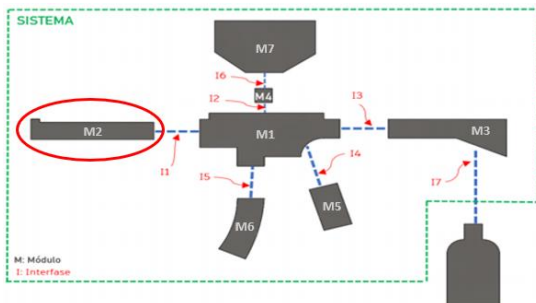 SISTEMA
M7
I6
M4
I2
I3
M2
M1
M3
I1
I4
I7
I5
M5
M6
M: Módulo
I: Interfase